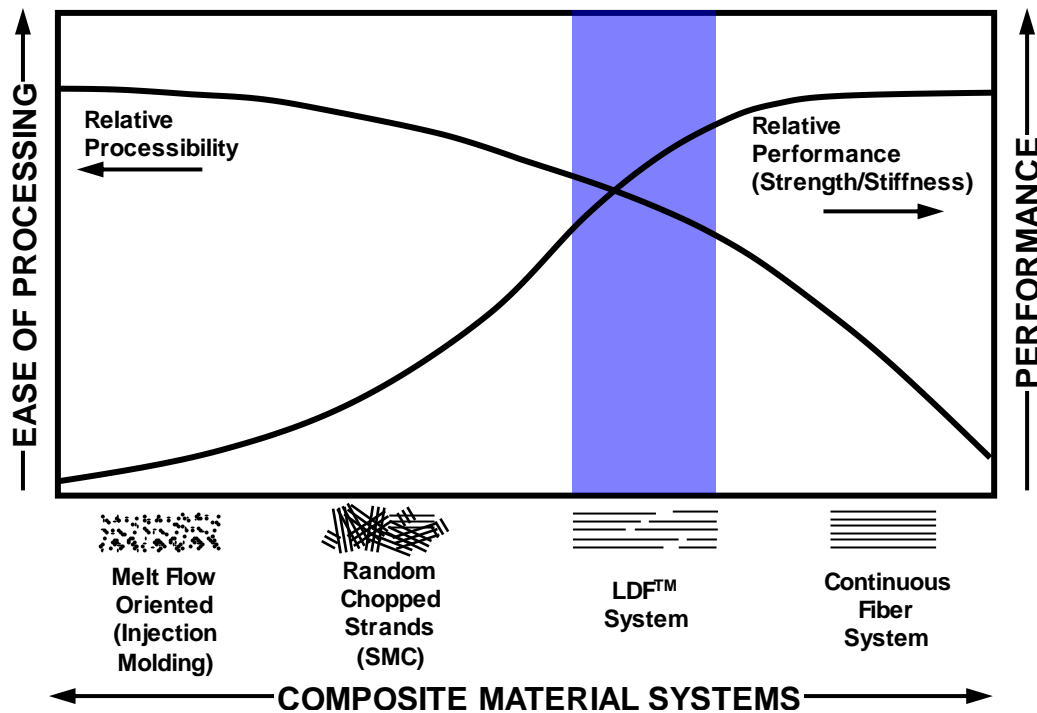 EASE OF PROCESSING
Relative
Processibility
Relative
Performance
(Strength/Stiffness)
PERFORMANCE
Melt Flow
Oriented
(Injection
Molding)
Random
Chopped
Strands
(SMC)
LDF™
System
Continuous
Fiber
System
COMPOSITE MATERIAL SYSTEMS